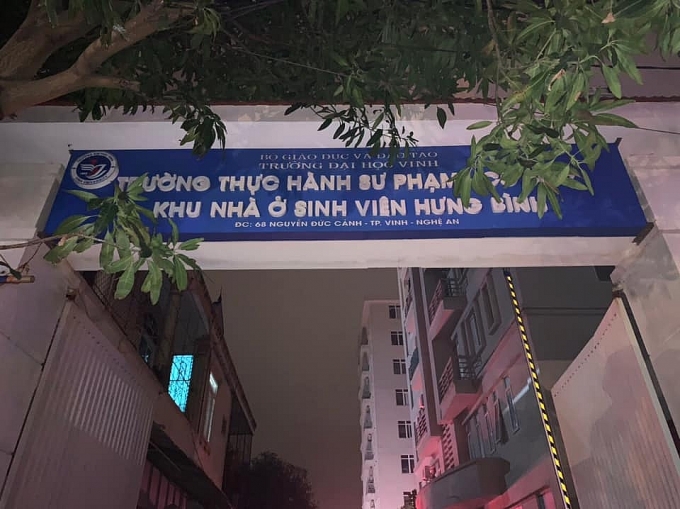 BỘ GIÁO DỤC VÀ ĐÀO TẠO
TRƯỜNG ĐẠI HỌC VINH
TRƯỜNG THỰC HÀNH SƯ PHẠM
KHU NHÀ Ở SINH VIÊN HƯNG BÌNH
ĐC: 68 NGUYỄN ĐỨC CẢNH - TP. VINH - NGHỆ AN